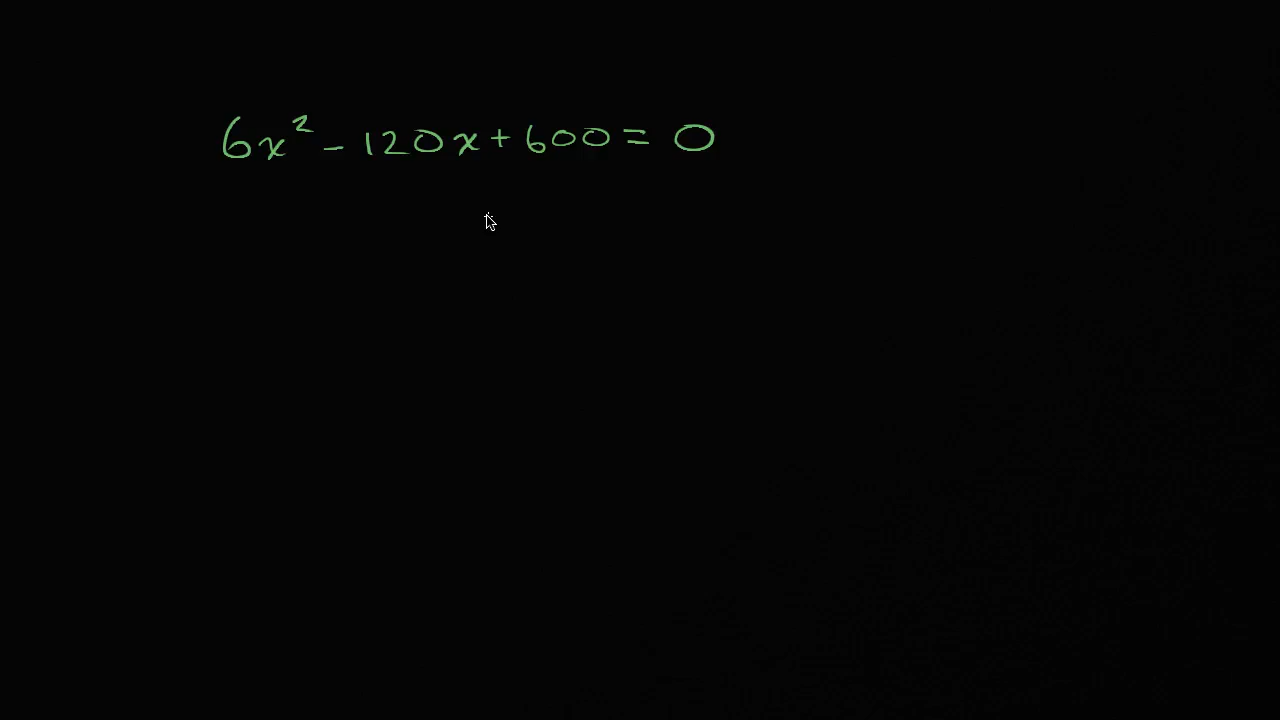 6x² - 120x + 600 = 0